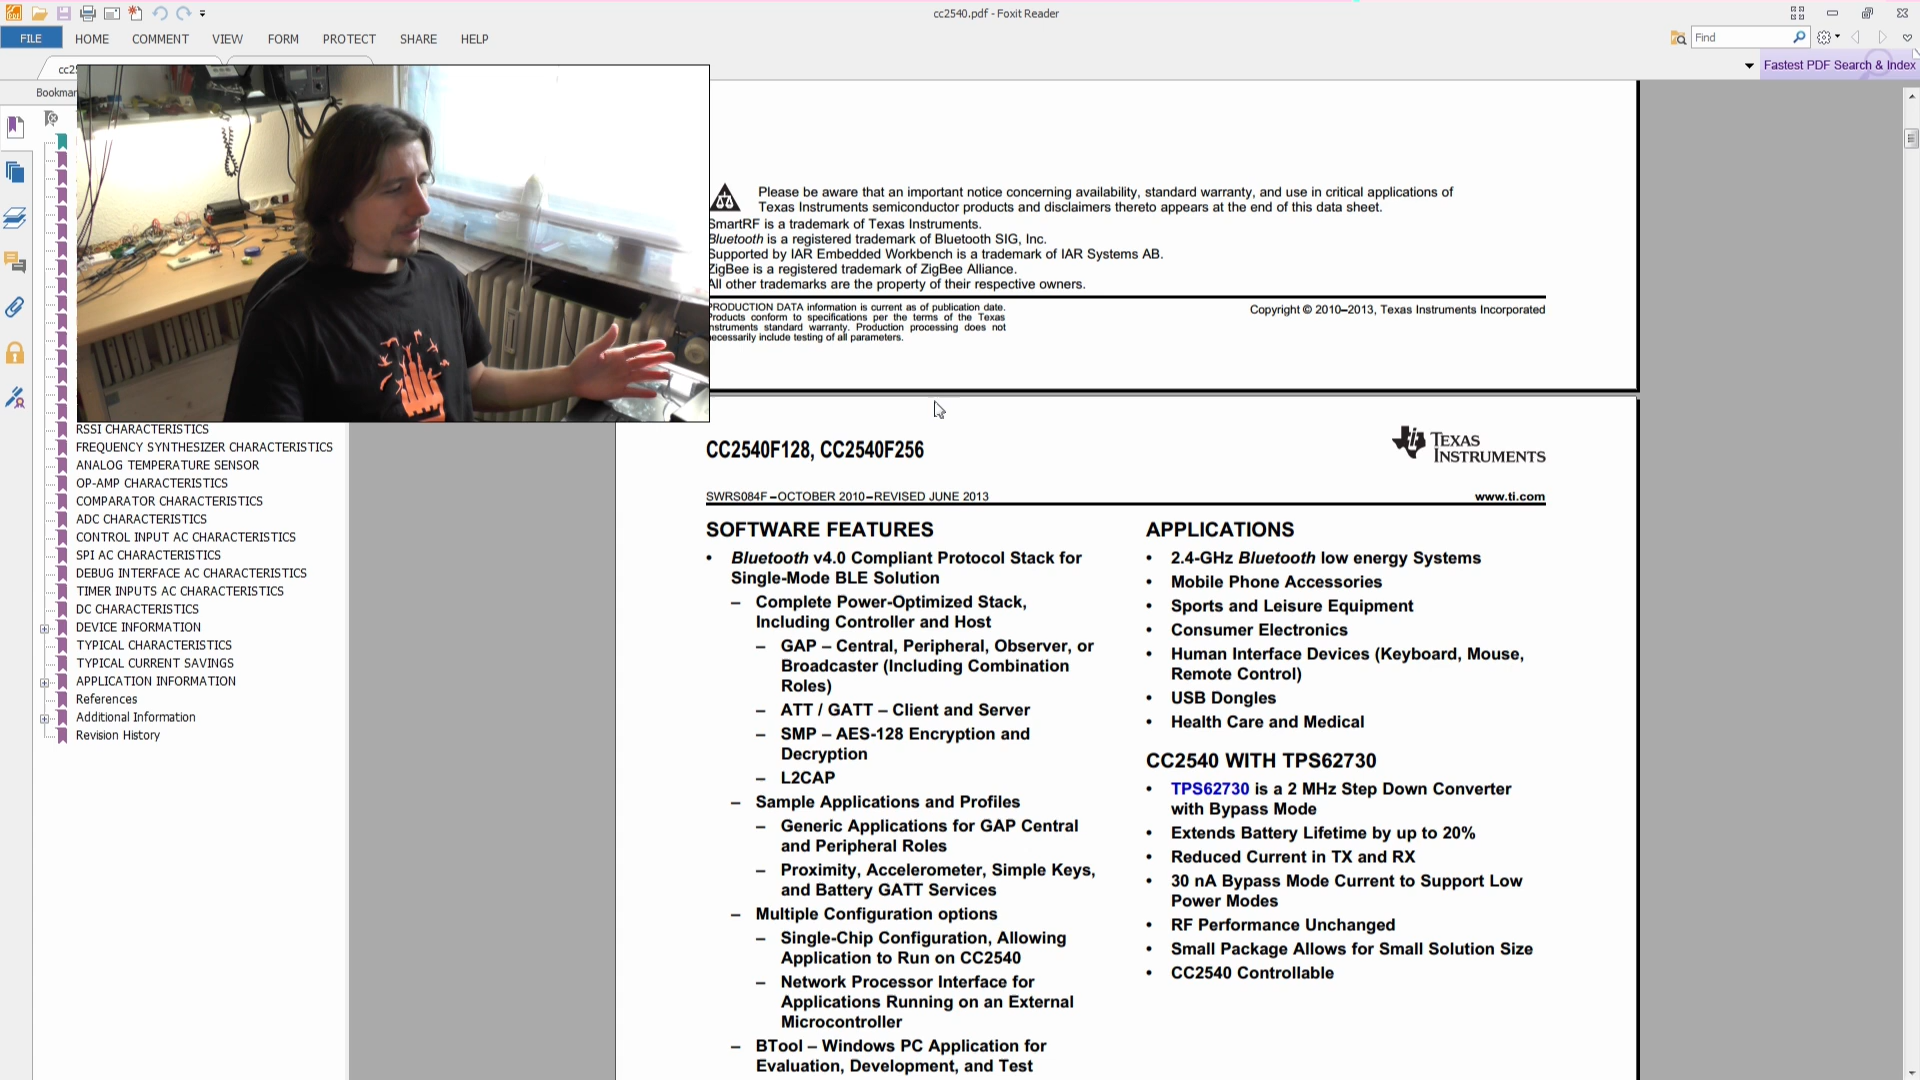 cc2540.pdf - Foxit Reader
FILE HOME COMMENT VIEW FORM PROTECT SHARE HELP
Find
Fastest PDF Search & Index
Please be aware that an important notice concerning availability, standard warranty, and use in critical applications of
Texas Instruments semiconductor products and disclaimers thereto appears at the end of this data sheet.
SmartRF is a trademark of Texas Instruments.
Bluetooth is a registered trademark of Bluetooth SIG, Inc.
Supported by IAR Embedded Workbench is a trademark of IAR Systems AB.
ZigBee is a registered trademark of ZigBee Alliance.
All other trademarks are the property of their respective owners.
PRODUCTION DATA information is current as of publication date.
Products conform to specifications per the terms of the Texas
Instruments standard warranty. Production processing does not
necessarily include testing of all parameters.
Copyright © 2010–2013, Texas Instruments Incorporated
RSSI CHARACTERISTICS
FREQUENCY SYNTHESIZER CHARACTERISTICS
ANALOG TEMPERATURE SENSOR
OP-AMP CHARACTERISTICS
COMPARATOR CHARACTERISTICS
ADC CHARACTERISTICS
CONTROL INPUT AC CHARACTERISTICS
SPI AC CHARACTERISTICS
DEBUG INTERFACE AC CHARACTERISTICS
TIMER INPUTS AC CHARACTERISTICS
DC CHARACTERISTICS
DEVICE INFORMATION
TYPICAL CHARACTERISTICS
TYPICAL CURRENT SAVINGS
APPLICATION INFORMATION
References
Additional Information
Revision History
CC2540F128, CC2540F256
TEXAS
INSTRUMENTS
SWRS084F –OCTOBER 2010–REVISED JUNE 2013
www.ti.com
SOFTWARE FEATURES
• Bluetooth v4.0 Compliant Protocol Stack for
Single-Mode BLE Solution
– Complete Power-Optimized Stack,
Including Controller and Host
– GAP – Central, Peripheral, Observer, or
Broadcaster (Including Combination
Roles)
– ATT / GATT – Client and Server
– SMP – AES-128 Encryption and
Decryption
– L2CAP
– Sample Applications and Profiles
– Generic Applications for GAP Central
and Peripheral Roles
– Proximity, Accelerometer, Simple Keys,
and Battery GATT Services
– Multiple Configuration options
– Single-Chip Configuration, Allowing
Application to Run on CC2540
– Network Processor Interface for
Applications Running on an External
Microcontroller
– BTool – Windows PC Application for
Evaluation, Development, and Test
APPLICATIONS
• 2.4-GHz Bluetooth low energy Systems
• Mobile Phone Accessories
• Sports and Leisure Equipment
• Consumer Electronics
• Human Interface Devices (Keyboard, Mouse,
Remote Control)
• USB Dongles
• Health Care and Medical
CC2540 WITH TPS62730
• TPS62730 is a 2 MHz Step Down Converter
with Bypass Mode
• Extends Battery Lifetime by up to 20%
• Reduced Current in TX and RX
• 30 nA Bypass Mode Current to Support Low
Power Modes
• RF Performance Unchanged
• Small Package Allows for Small Solution Size
• CC2540 Controllable